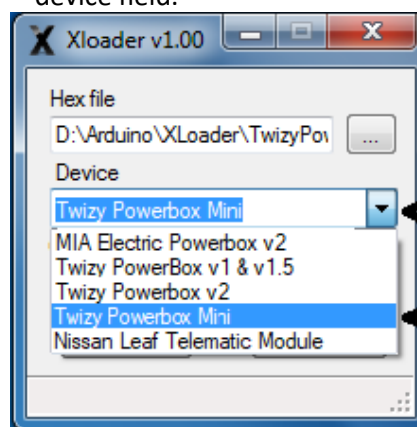 device field.
Xloader v1.00
Hex file
D:\Arduino\XLoader\TwizyPo
...
Device
Twizy Powerbox Mini
MIA Electric Powerbox v2
Twizy PowerBox v1 & v1.5
Twizy Powerbox v2
Twizy Powerbox Mini
Nissan Leaf Telematic Module